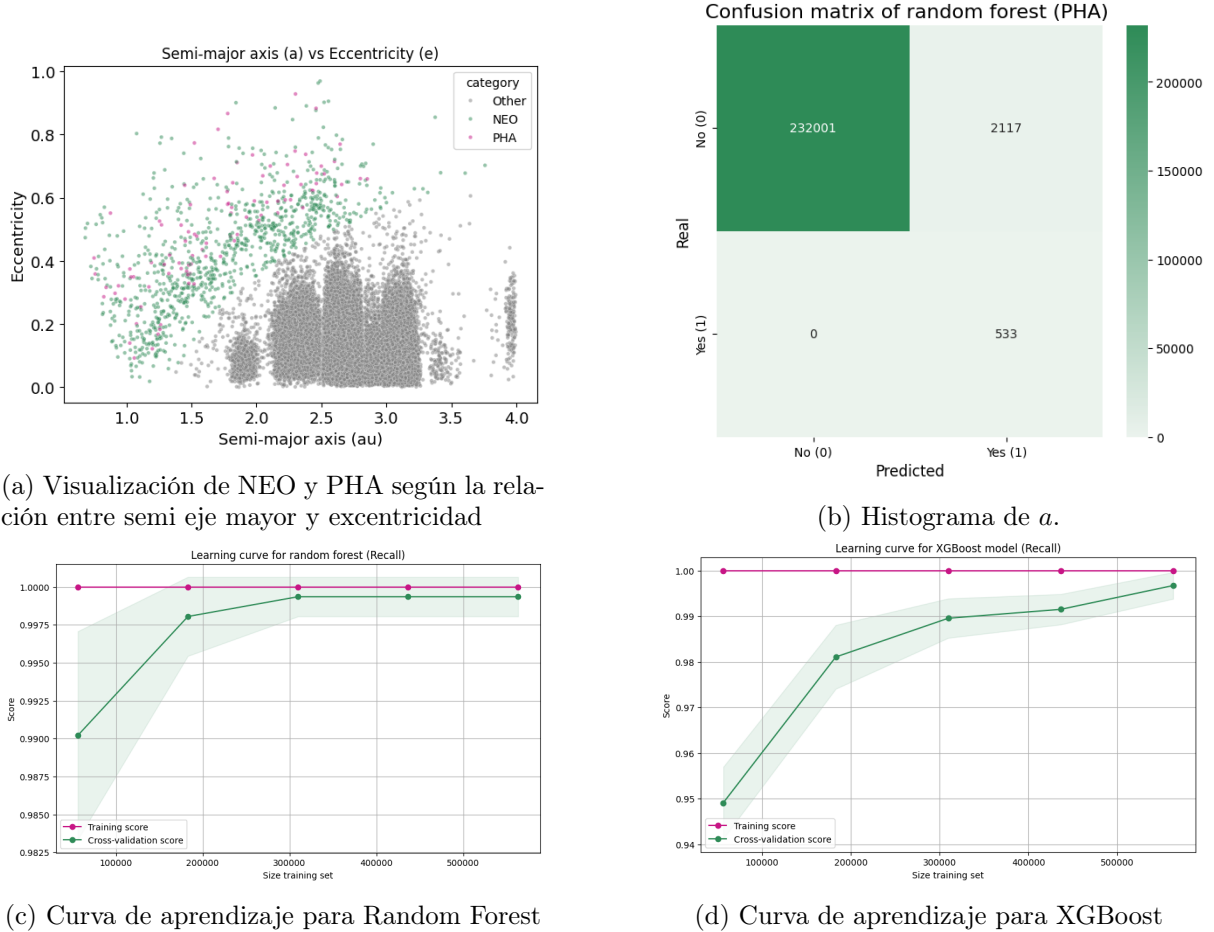 Semi-major axis (a) vs Eccentricity (e)
1.0
0.8
0.6
0.4
0.2
0.0
Eccentricity
category
Other
NEO
PHA
1.0
1.5
2.0
2.5
3.0
3.5
4.0
Semi-major axis (au)
(a) Visualización de NEO y PHA según la rela-
ción entre semi eje mayor y excentricidad
Confusion matrix of random forest (PHA)
Real
No (0)
Yes (1)
232001
2117
0
533
No (0)
Yes (1)
Predicted
200000
150000
100000
50000
0
(b) Histograma de a.
Learning curve for random forest (Recall)
1.0000
0.9975
0.9950
0.9925
0.9900
0.9875
0.9850
0.9825
Score
Training score
Cross-validation score
100000
200000
300000
400000
500000
Size training set
(c) Curva de aprendizaje para Random Forest
Learning curve for XGBoost model (Recall)
1.00
0.99
0.98
0.97
0.96
0.95
0.94
Score
Training score
Cross-validation score
100000
200000
300000
400000
500000
Size training set
(d) Curva de aprendizaje para XGBoost